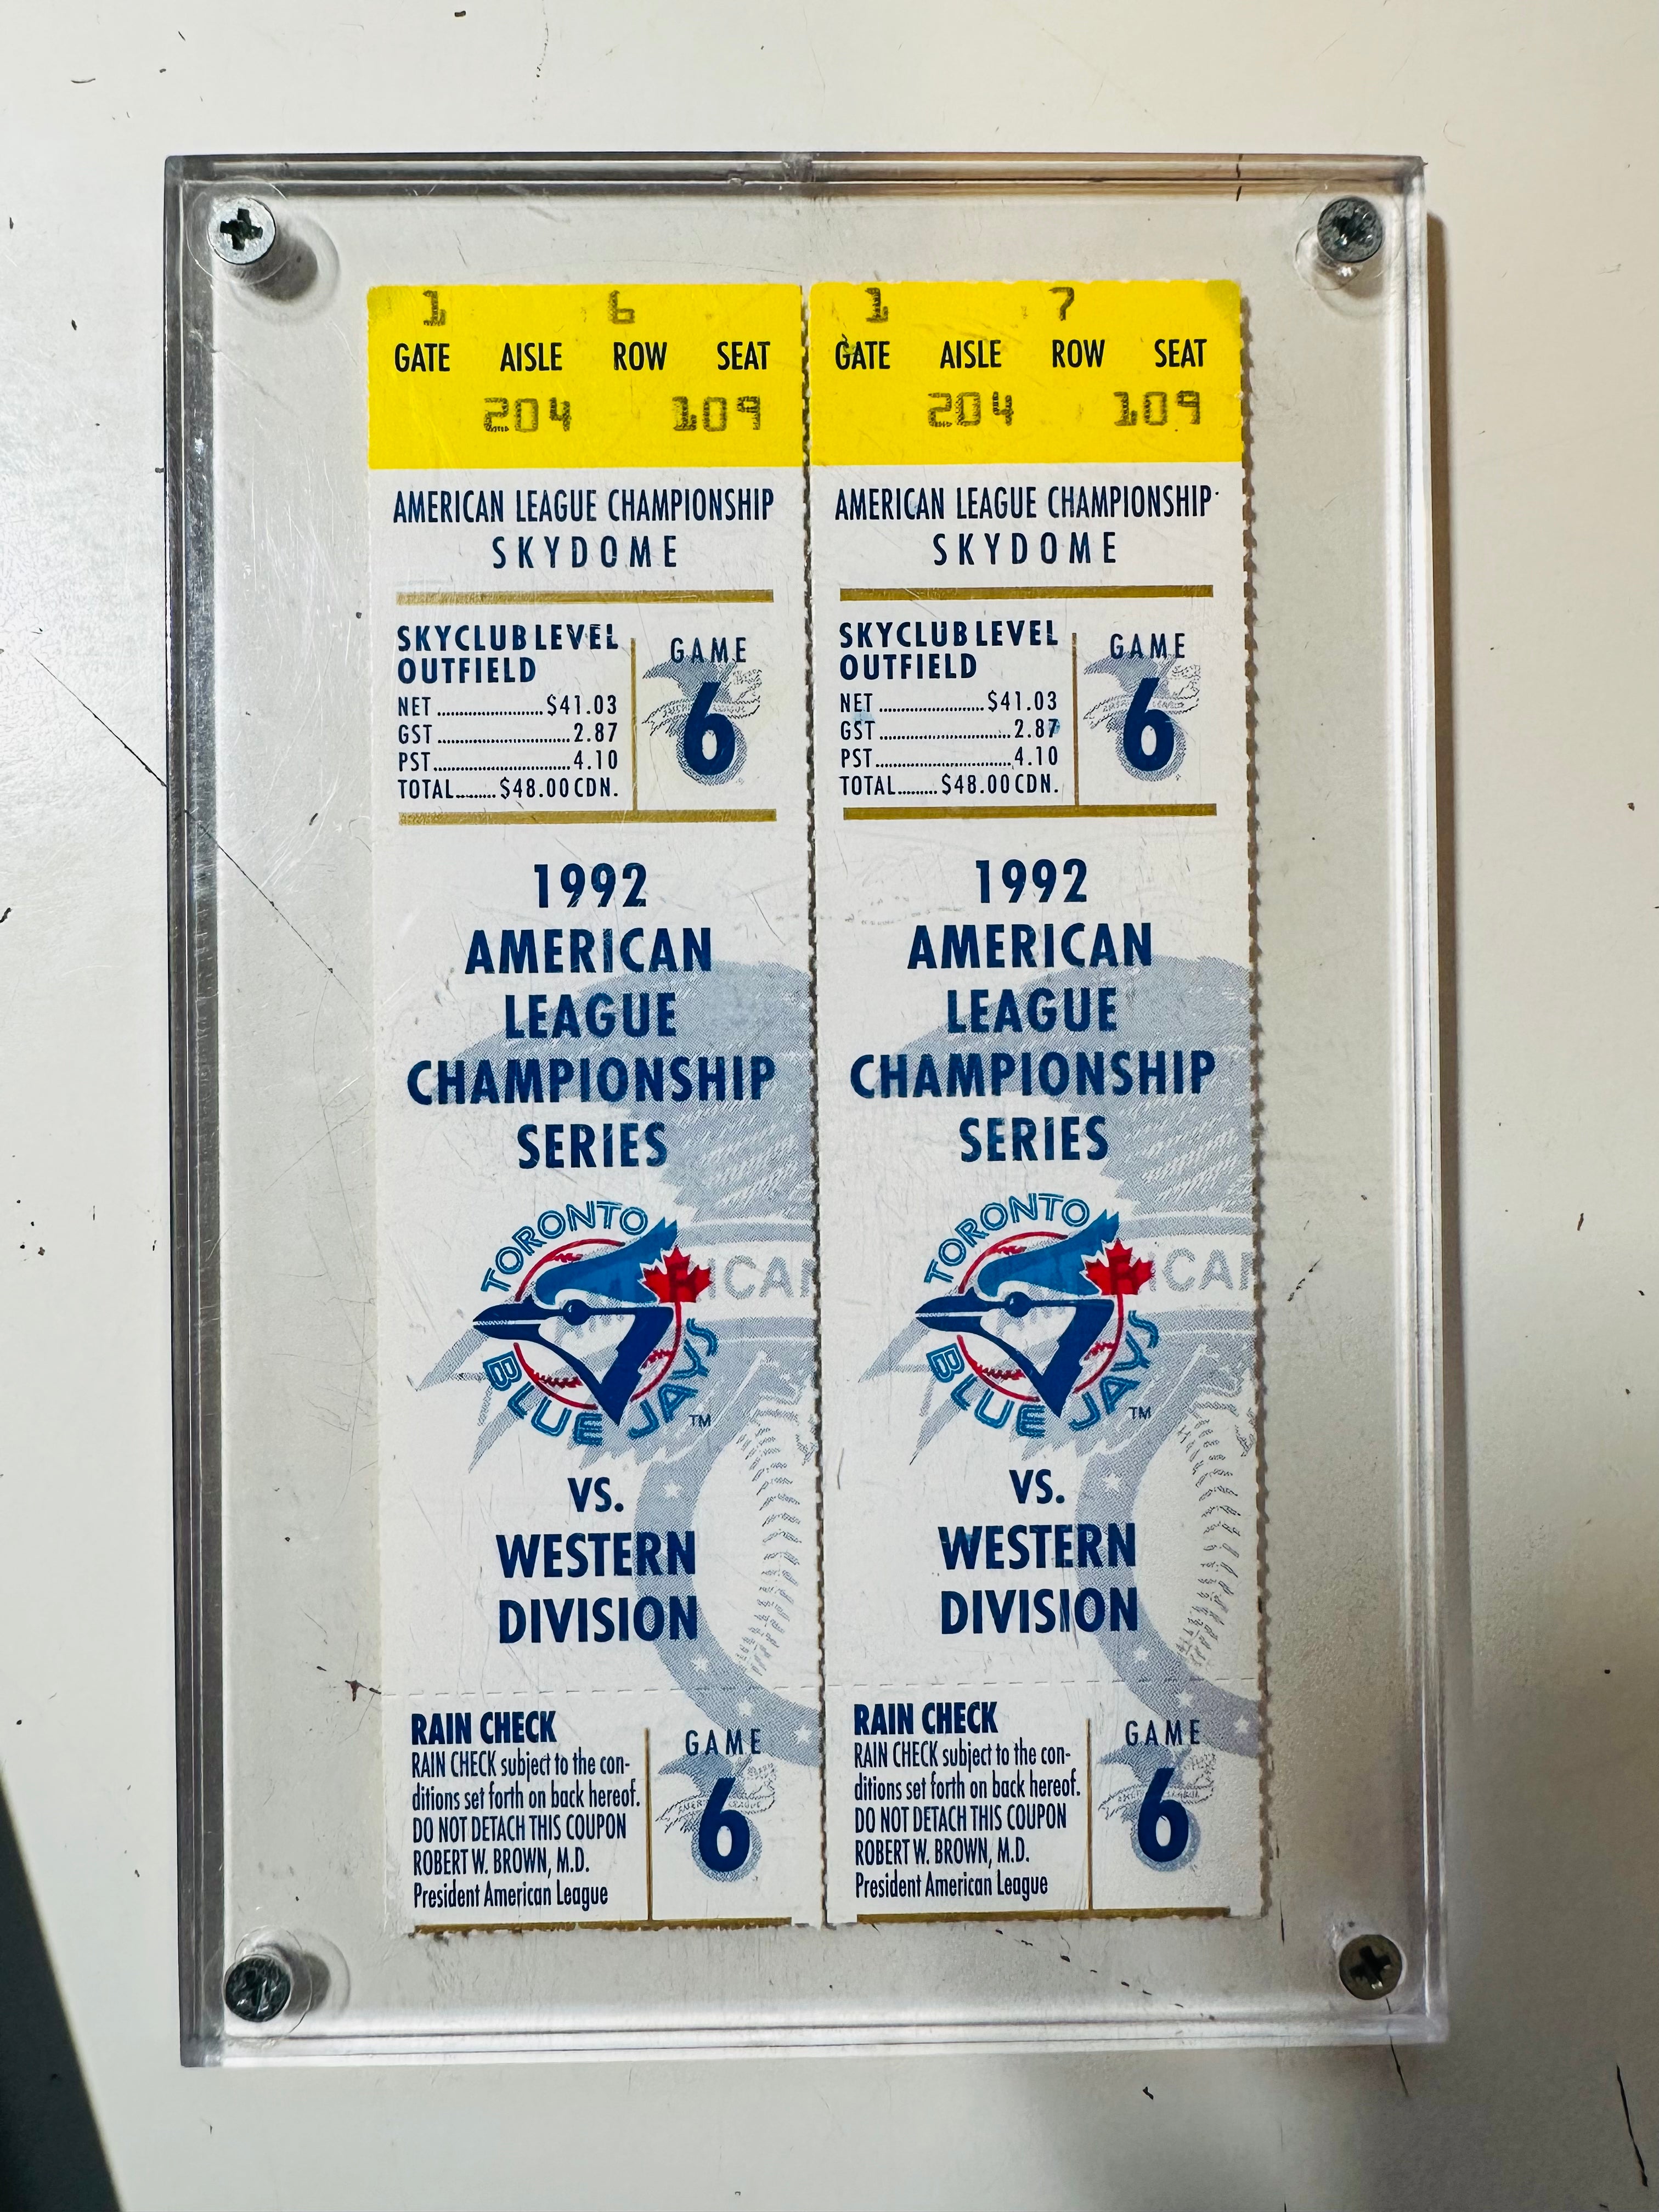 1 6
GATE AISLE ROW SEAT
204 109
AMERICAN LEAGUE CHAMPIONSHIP
SKYDOME
SKYCLUB LEVEL
OUTFIELD
NET ........................ $41.03
GST ............................. 2.87
PST .............................. 4.10
TOTAL ......... $48.00 CDN.
GAME
6
1992
AMERICAN
LEAGUE
CHAMPIONSHIP
SERIES
TORONTO
BLUE JAYS
TM
VS.
WESTERN
DIVISION
RAIN CHECK
RAIN CHECK subject to the con-
ditions set forth on back hereof.
DO NOT DETACH THIS COUPON
ROBERT W. BROWN, M.D.
President American League
GAME
6
1 7
GATE AISLE ROW SEAT
204 109
AMERICAN LEAGUE CHAMPIONSHIP
SKYDOME
SKYCLUB LEVEL
OUTFIELD
NET ........................ $41.03
GST ............................. 2.87
PST .............................. 4.10
TOTAL ......... $48.00 CDN.
GAME
6
1992
AMERICAN
LEAGUE
CHAMPIONSHIP
SERIES
TORONTO
BLUE JAYS
TM
VS.
WESTERN
DIVISION
RAIN CHECK
RAIN CHECK subject to the con-
ditions set forth on back hereof.
DO NOT DETACH THIS COUPON
ROBERT W. BROWN, M.D.
President American League
GAME
6